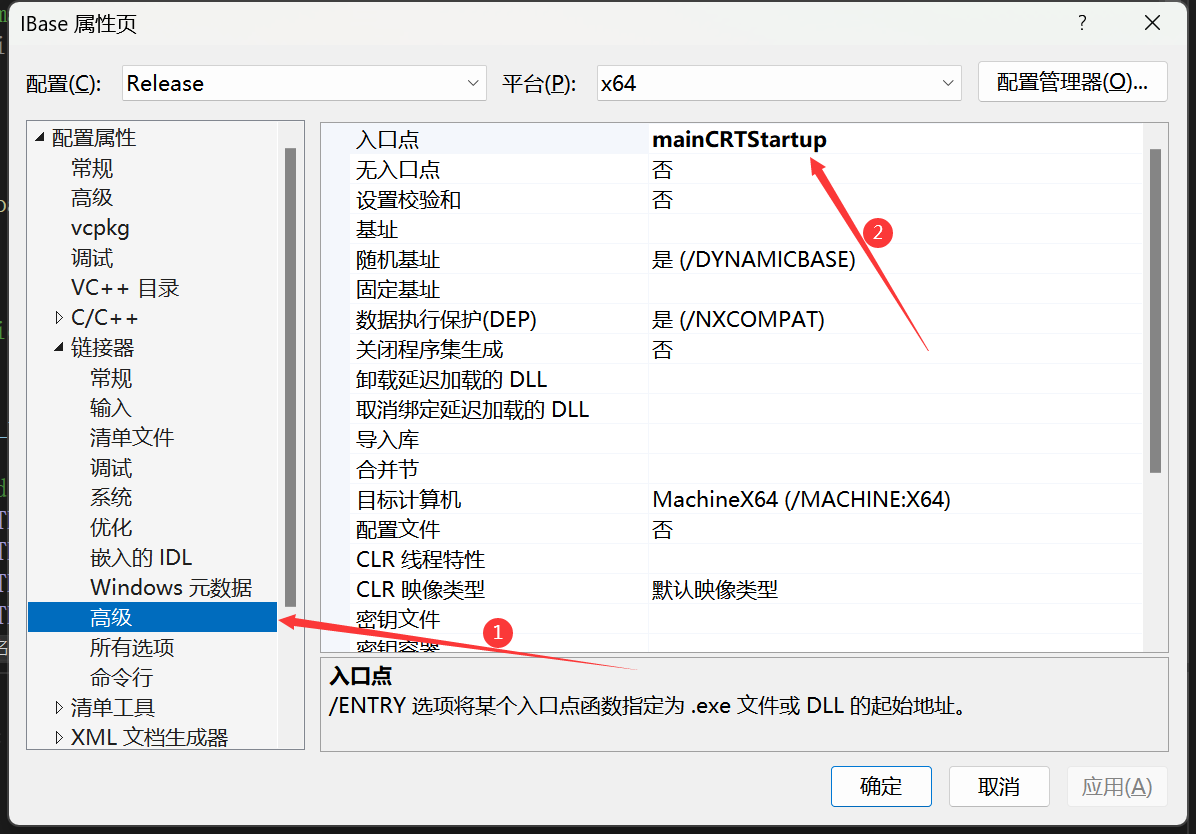 IBase 属性页
?
配置(C):
Release
平台(P):
x64
配置管理器(O)...
配置属性
常规
高级
vcpkg
调试
VC++ 目录
C/C++
链接器
常规
输入
清单文件
调试
系统
优化
嵌入的 IDL
Windows 元数据
高级
所有选项
命令行
清单工具
XML 文档生成器
入口点 mainCRTStartup
无入口点 否
设置校验和 否
基址
随机基址 是 (/DYNAMICBASE)
固定基址
数据执行保护(DEP) 是 (/NXCOMPAT)
关闭程序集生成 否
卸载延迟加载的 DLL
取消绑定延迟加载的 DLL
导入库
合并节
目标计算机 MachineX64 (/MACHINE:X64)
配置文件 否
CLR 线程特性
CLR 映像类型 默认映像类型
密钥文件
密钥容器
1
2
入口点
/ENTRY 选项将某个入口点函数指定为 .exe 文件或 DLL 的起始地址。
确定
取消
应用(A)